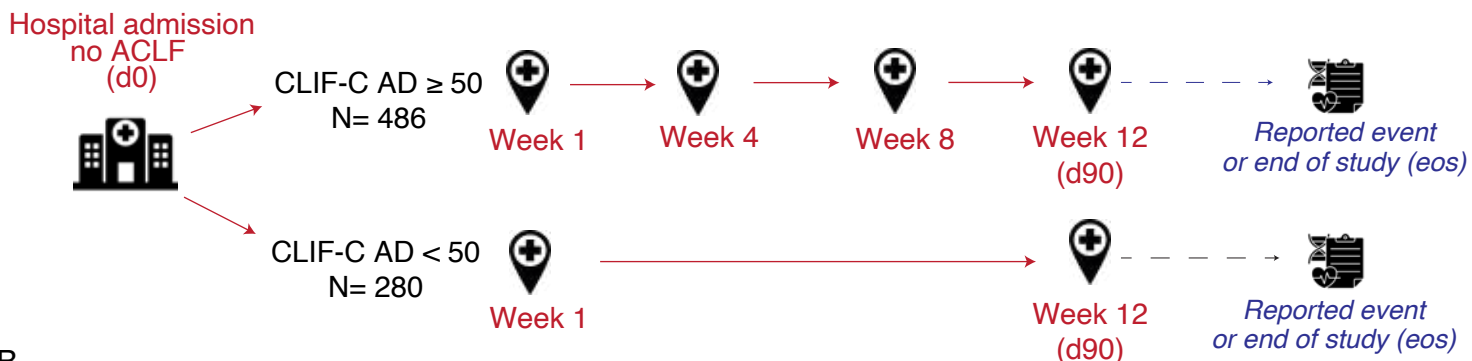 Hospital admission
no ACLF
(d0)
CLIF-C AD ≥ 50
N= 486
Week 1
Week 4
Week 8
Week 12
(d90)
Reported event
or end of study (eos)
CLIF-C AD < 50
N= 280
Week 1
Week 12
(d90)
Reported event
or end of study (eos)
B